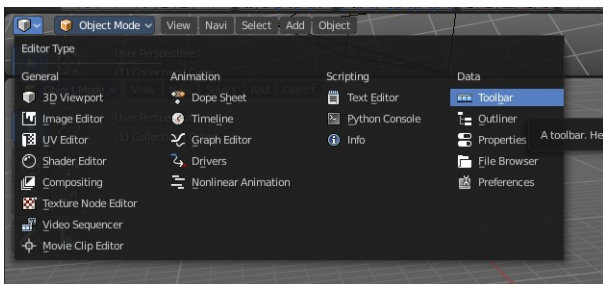 Object Mode View Navi Select Add Object
User Perspective
Editor Type
General Animation Scripting Data
3D Viewport Dope Sheet Text Editor Toolbar
Image Editor Timeline Python Console Outliner
UV Editor Graph Editor Info Properties
A toolbar. He
Shader Editor Drivers File Browser
Compositing Nonlinear Animation Preferences
Texture Node Editor
Video Sequencer
Movie Clip Editor